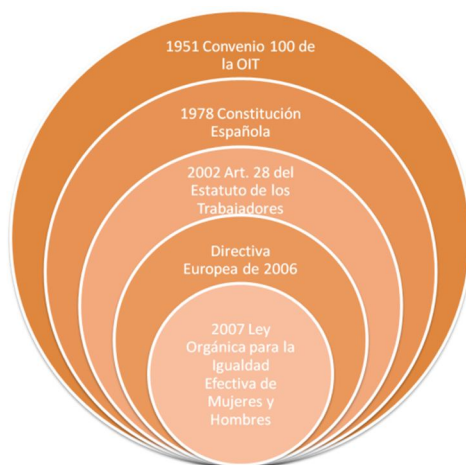 1951 Convenio 100 de
la OIT
1978 Constitución
Española
2002 Art. 28 del
Estatuto de los
Trabajadores
Directiva
Europea de 2006
2007 Ley
Orgánica para la
Igualdad
Efectiva de
Mujeres y
Hombres